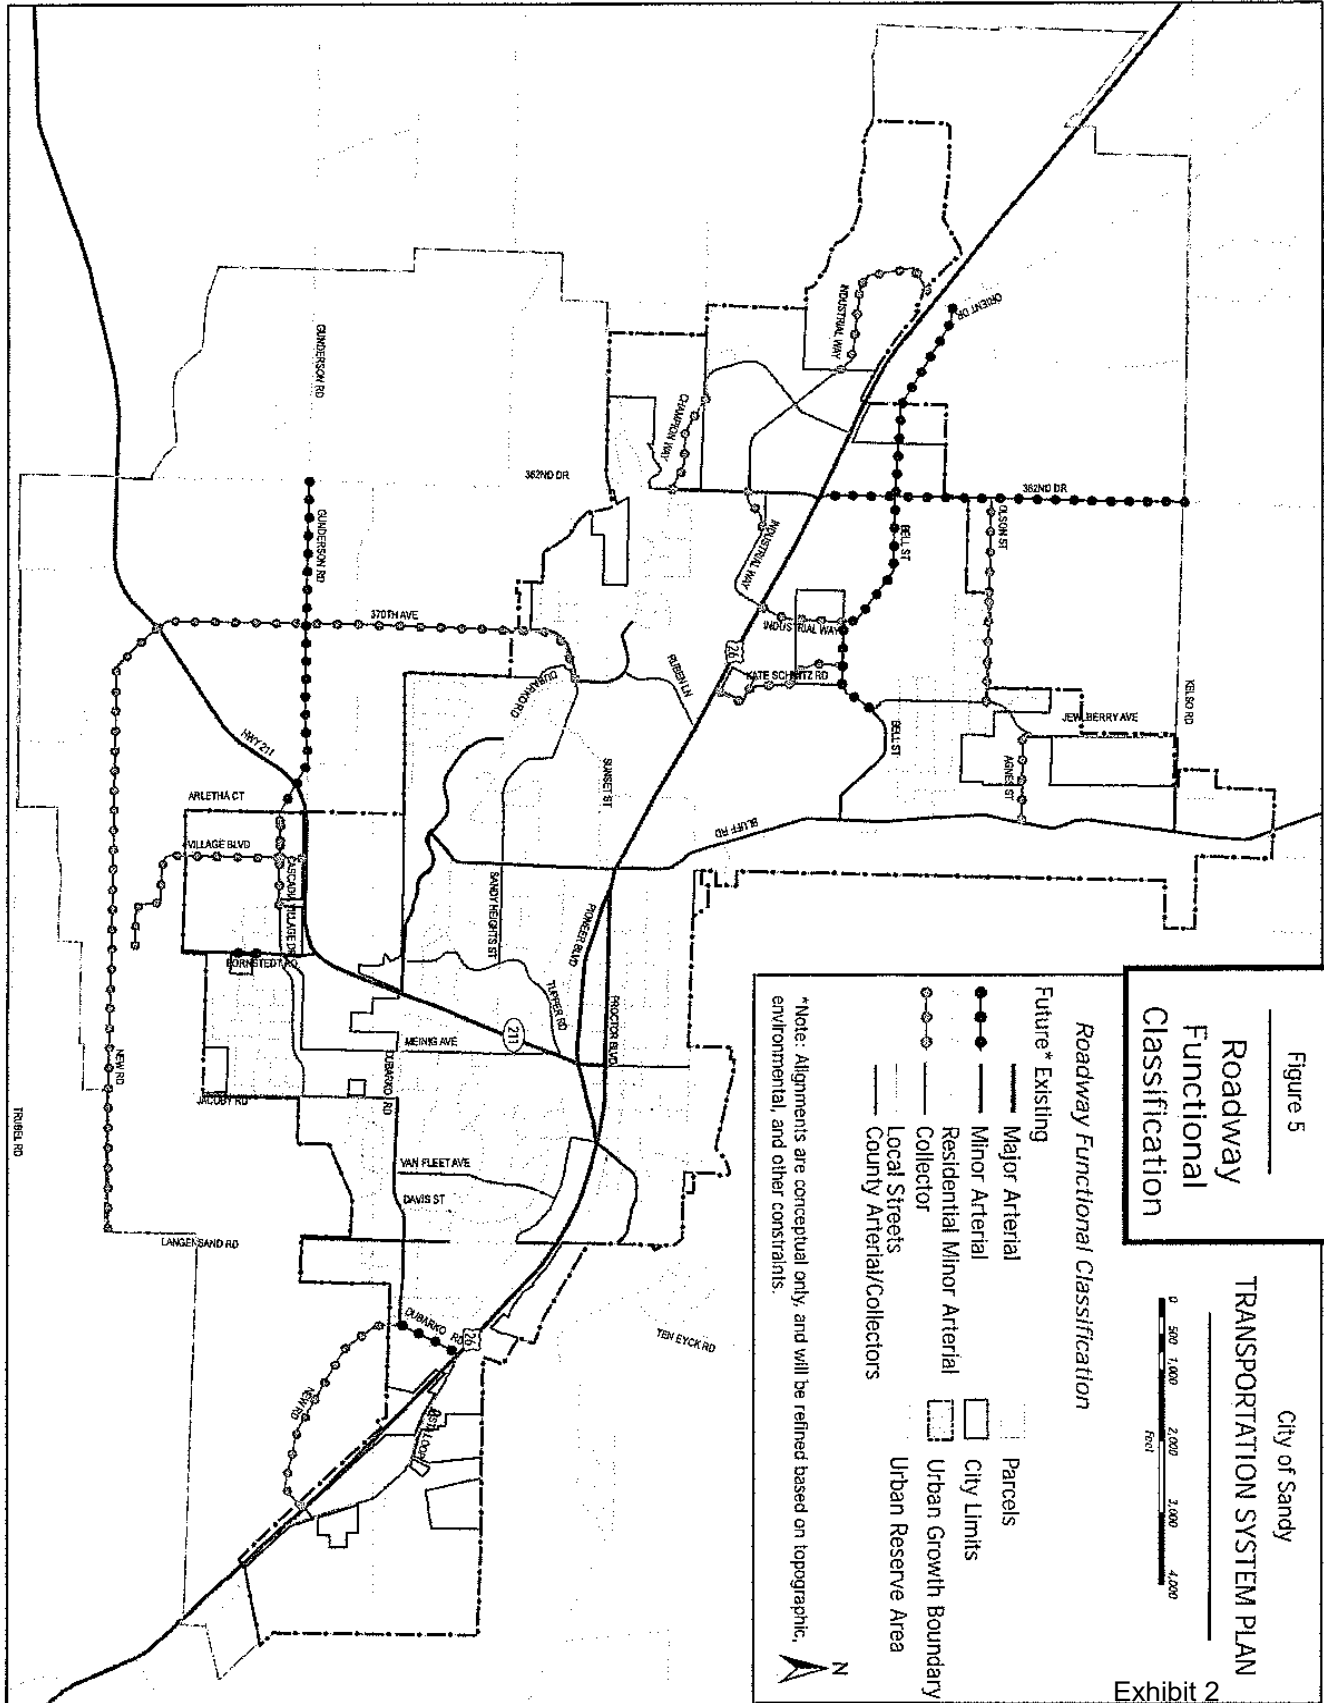 Figure 5
Roadway
Functional
Classification
City of Sandy
TRANSPORTATION SYSTEM PLAN
0 500 1,000 2,000 3,000 4,000
Feet
Roadway Functional Classification
Future* Existing
Major Arterial
Minor Arterial
Residential Minor Arterial
Collector
Local Streets
County Arterial/Collectors
Parcels
City Limits
Urban Growth Boundary
Urban Reserve Area
*Note: Alignments are conceptual only, and will be refined based on topographic,
environmental, and other constraints.
N
Exhibit 2
ORIENT DR
INDUSTRIAL WAY
GUNDERSON RD
CHAMPION WAY
362ND DR
362ND DR
OLSON ST
BELL ST
INDUSTRIAL WAY
GUNDERSON RD
370TH AVE
INDUSTRIAL WAY
26
KATE SCHMITZ RD
RUBEN LN
DUBARKO RD
KELSO RD
JEWELBERRY AVE
BELL ST
AGNES ST
HWY 211
SUNSET ST
ARLETHA CT
BLUFF RD
VILLAGE BLVD
CASCADIA VILLAGE DR
SANDY HEIGHTS ST
PIONEER BLVD
BORNSTEDT RD
TUPPER RD
PROCTOR BLVD
211
MEINIG AVE
DUBARKO RD
NEW RD
JACOBY RD
TRUBEL RD
VAN FLEET AVE
DAVIS ST
LANGENSAND RD
DUBARKO RD
26
TEN EYCK RD
NEW RD
LOOP